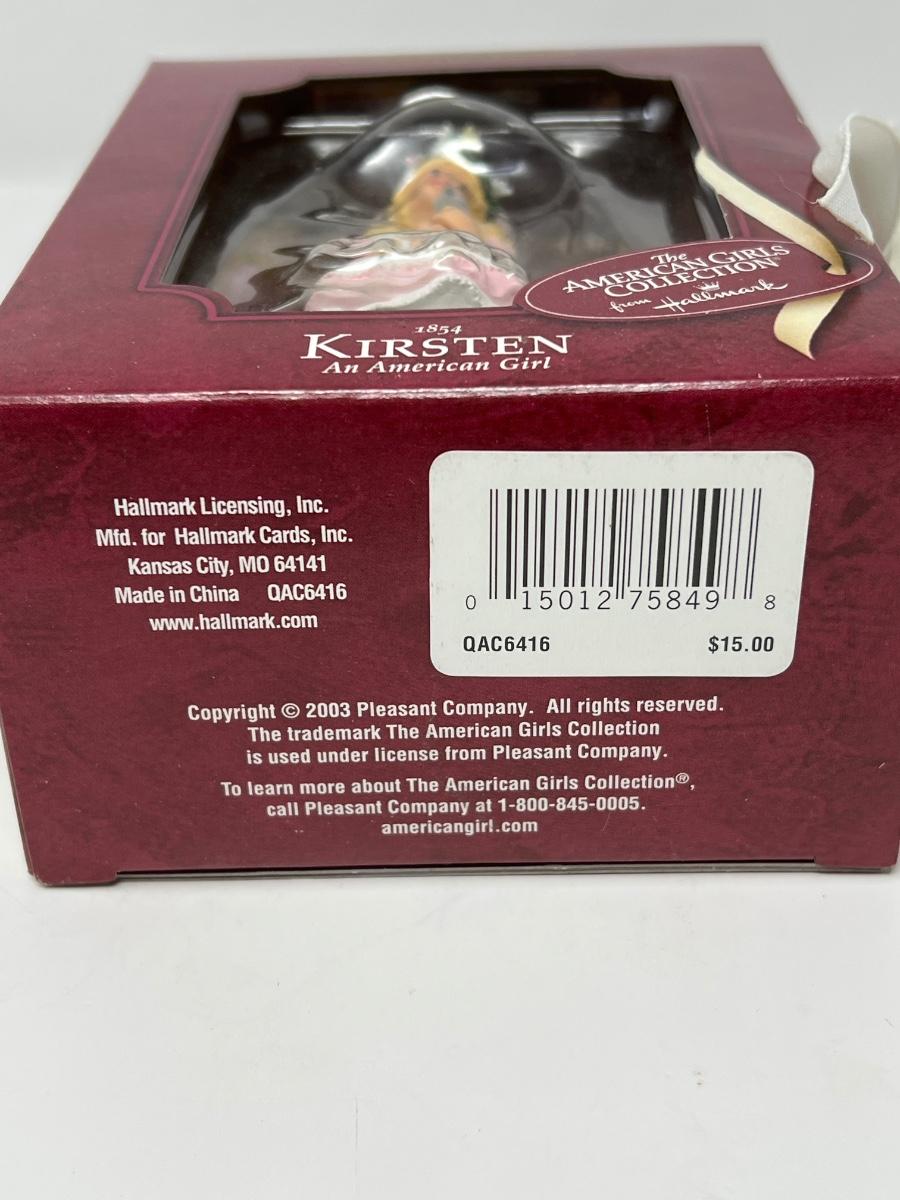 The
AMERICAN GIRLS
COLLECTION®
from Hallmark
1854
KIRSTEN
An American Girl
Hallmark Licensing, Inc.
Mfd. for Hallmark Cards, Inc.
Kansas City, MO 64141
Made in China QAC6416
www.hallmark.com
0 15012 75849 8
QAC6416 $15.00
Copyright © 2003 Pleasant Company. All rights reserved.
The trademark The American Girls Collection
is used under license from Pleasant Company.
To learn more about The American Girls Collection®,
call Pleasant Company at 1-800-845-0005.
americangirl.com